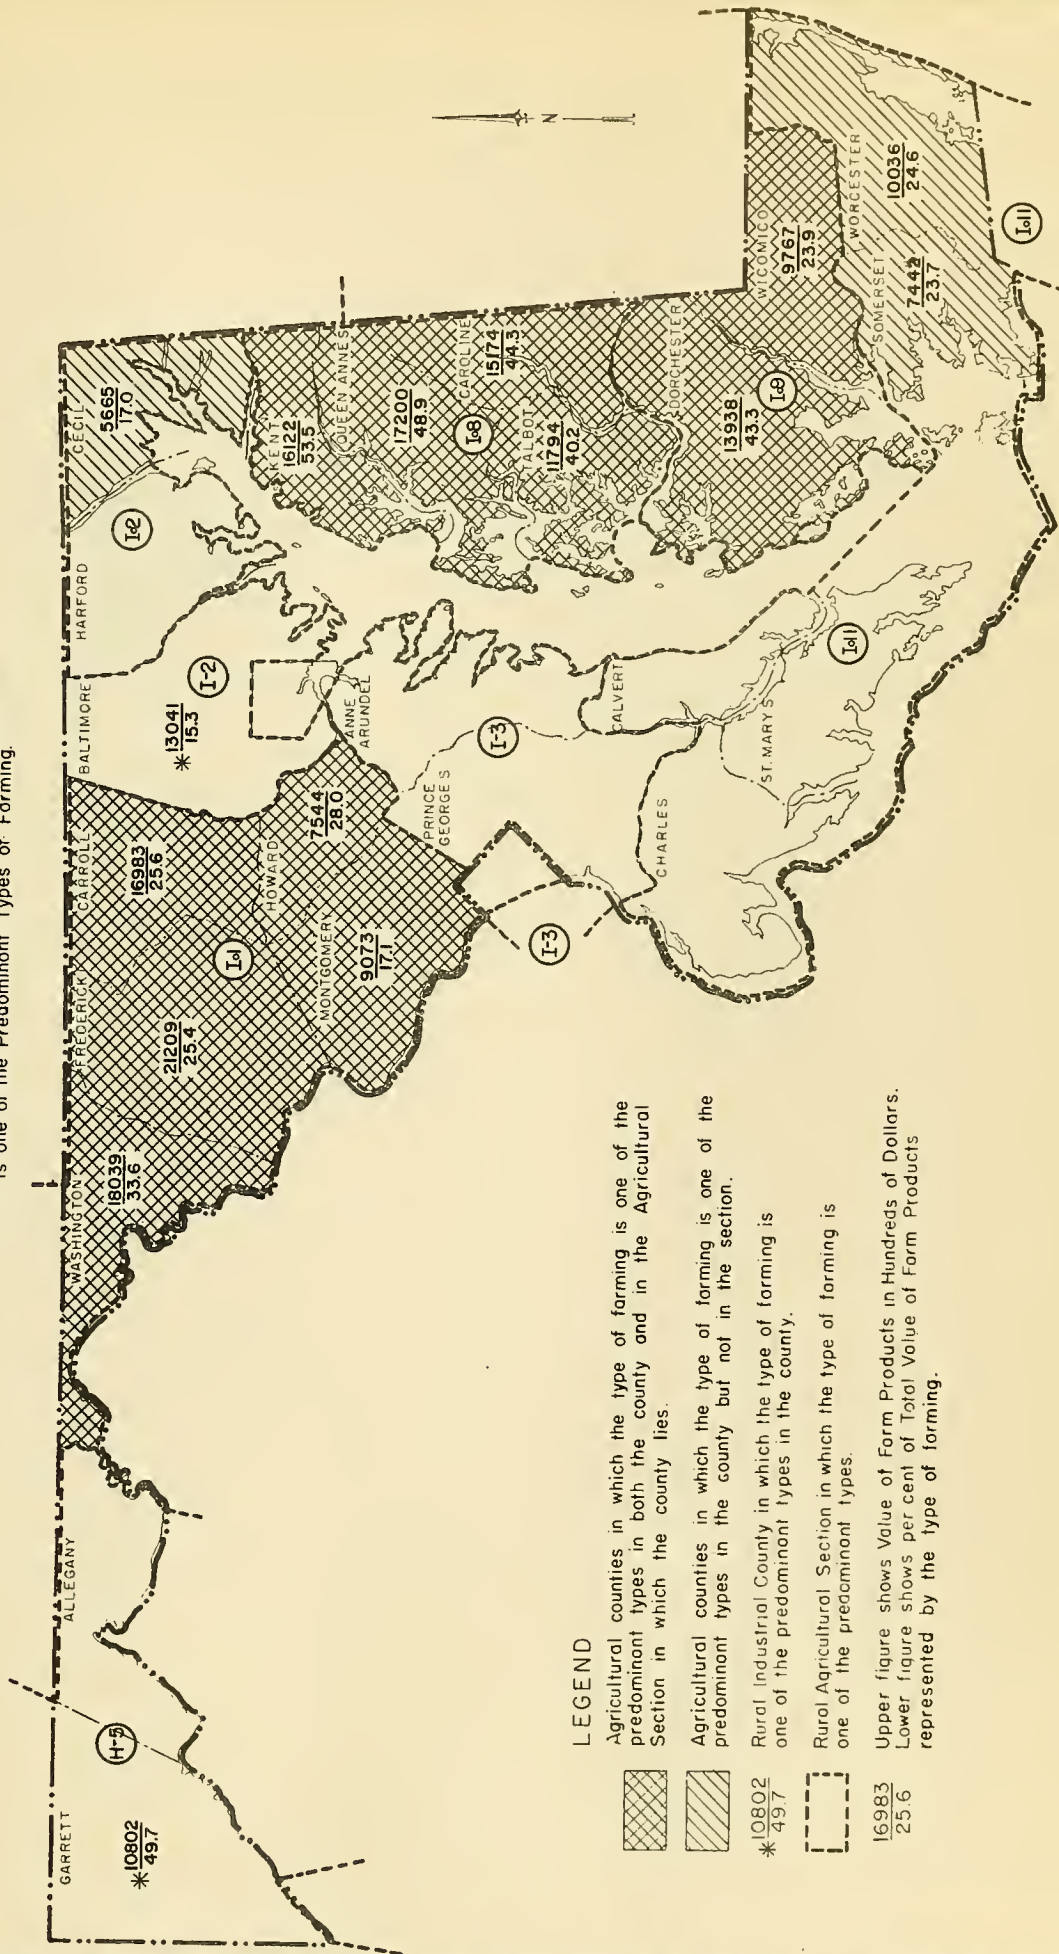 is One of the Predominant Types of Forming.
GARRETT
*10802
49.7
H-5
ALLEGANY
WASHINGTON
18039
33.6
FREDERICK
21209
25.4
CARROLL
16983
25.6
I-1
HOWARD
7544
28.0
MONTGOMERY
9073
17.1
BALTIMORE
*13041
15.3
I-2
HARFORD
I-2
CECIL
5665
17.0
ANNE
ARUNDEL
PRINCE
GEORGES
I-3
I-3
CALVERT
CHARLES
ST. MARYS
I-11
KENT
16122
53.5
QUEEN ANNES
17200
48.9
I-8
CAROLINE
15174
44.3
TALBOT
11794
40.2
DORCHESTER
13938
43.3
I-9
WICOMICO
9767
23.9
SOMERSET
7442
23.7
WORCESTER
10036
24.6
I-11
N
LEGEND
Agricultural counties in which the type of farming is one of the
predominant types in both the county and in the Agricultural
Section in which the county lies.
Agricultural counties in which the type of farming is one of the
predominant types in the county but not in the section.
*10802
49.7
Rural Industrial County in which the type of farming is
one of the predominant types in the county.
Rural Agricultural Section in which the type of farming is
one of the predominant types.
16983
25.6
Upper figure shows Value of Form Products in Hundreds of Dollars.
Lower figure shows per cent of Total Value of Form Products
represented by the type of farming.